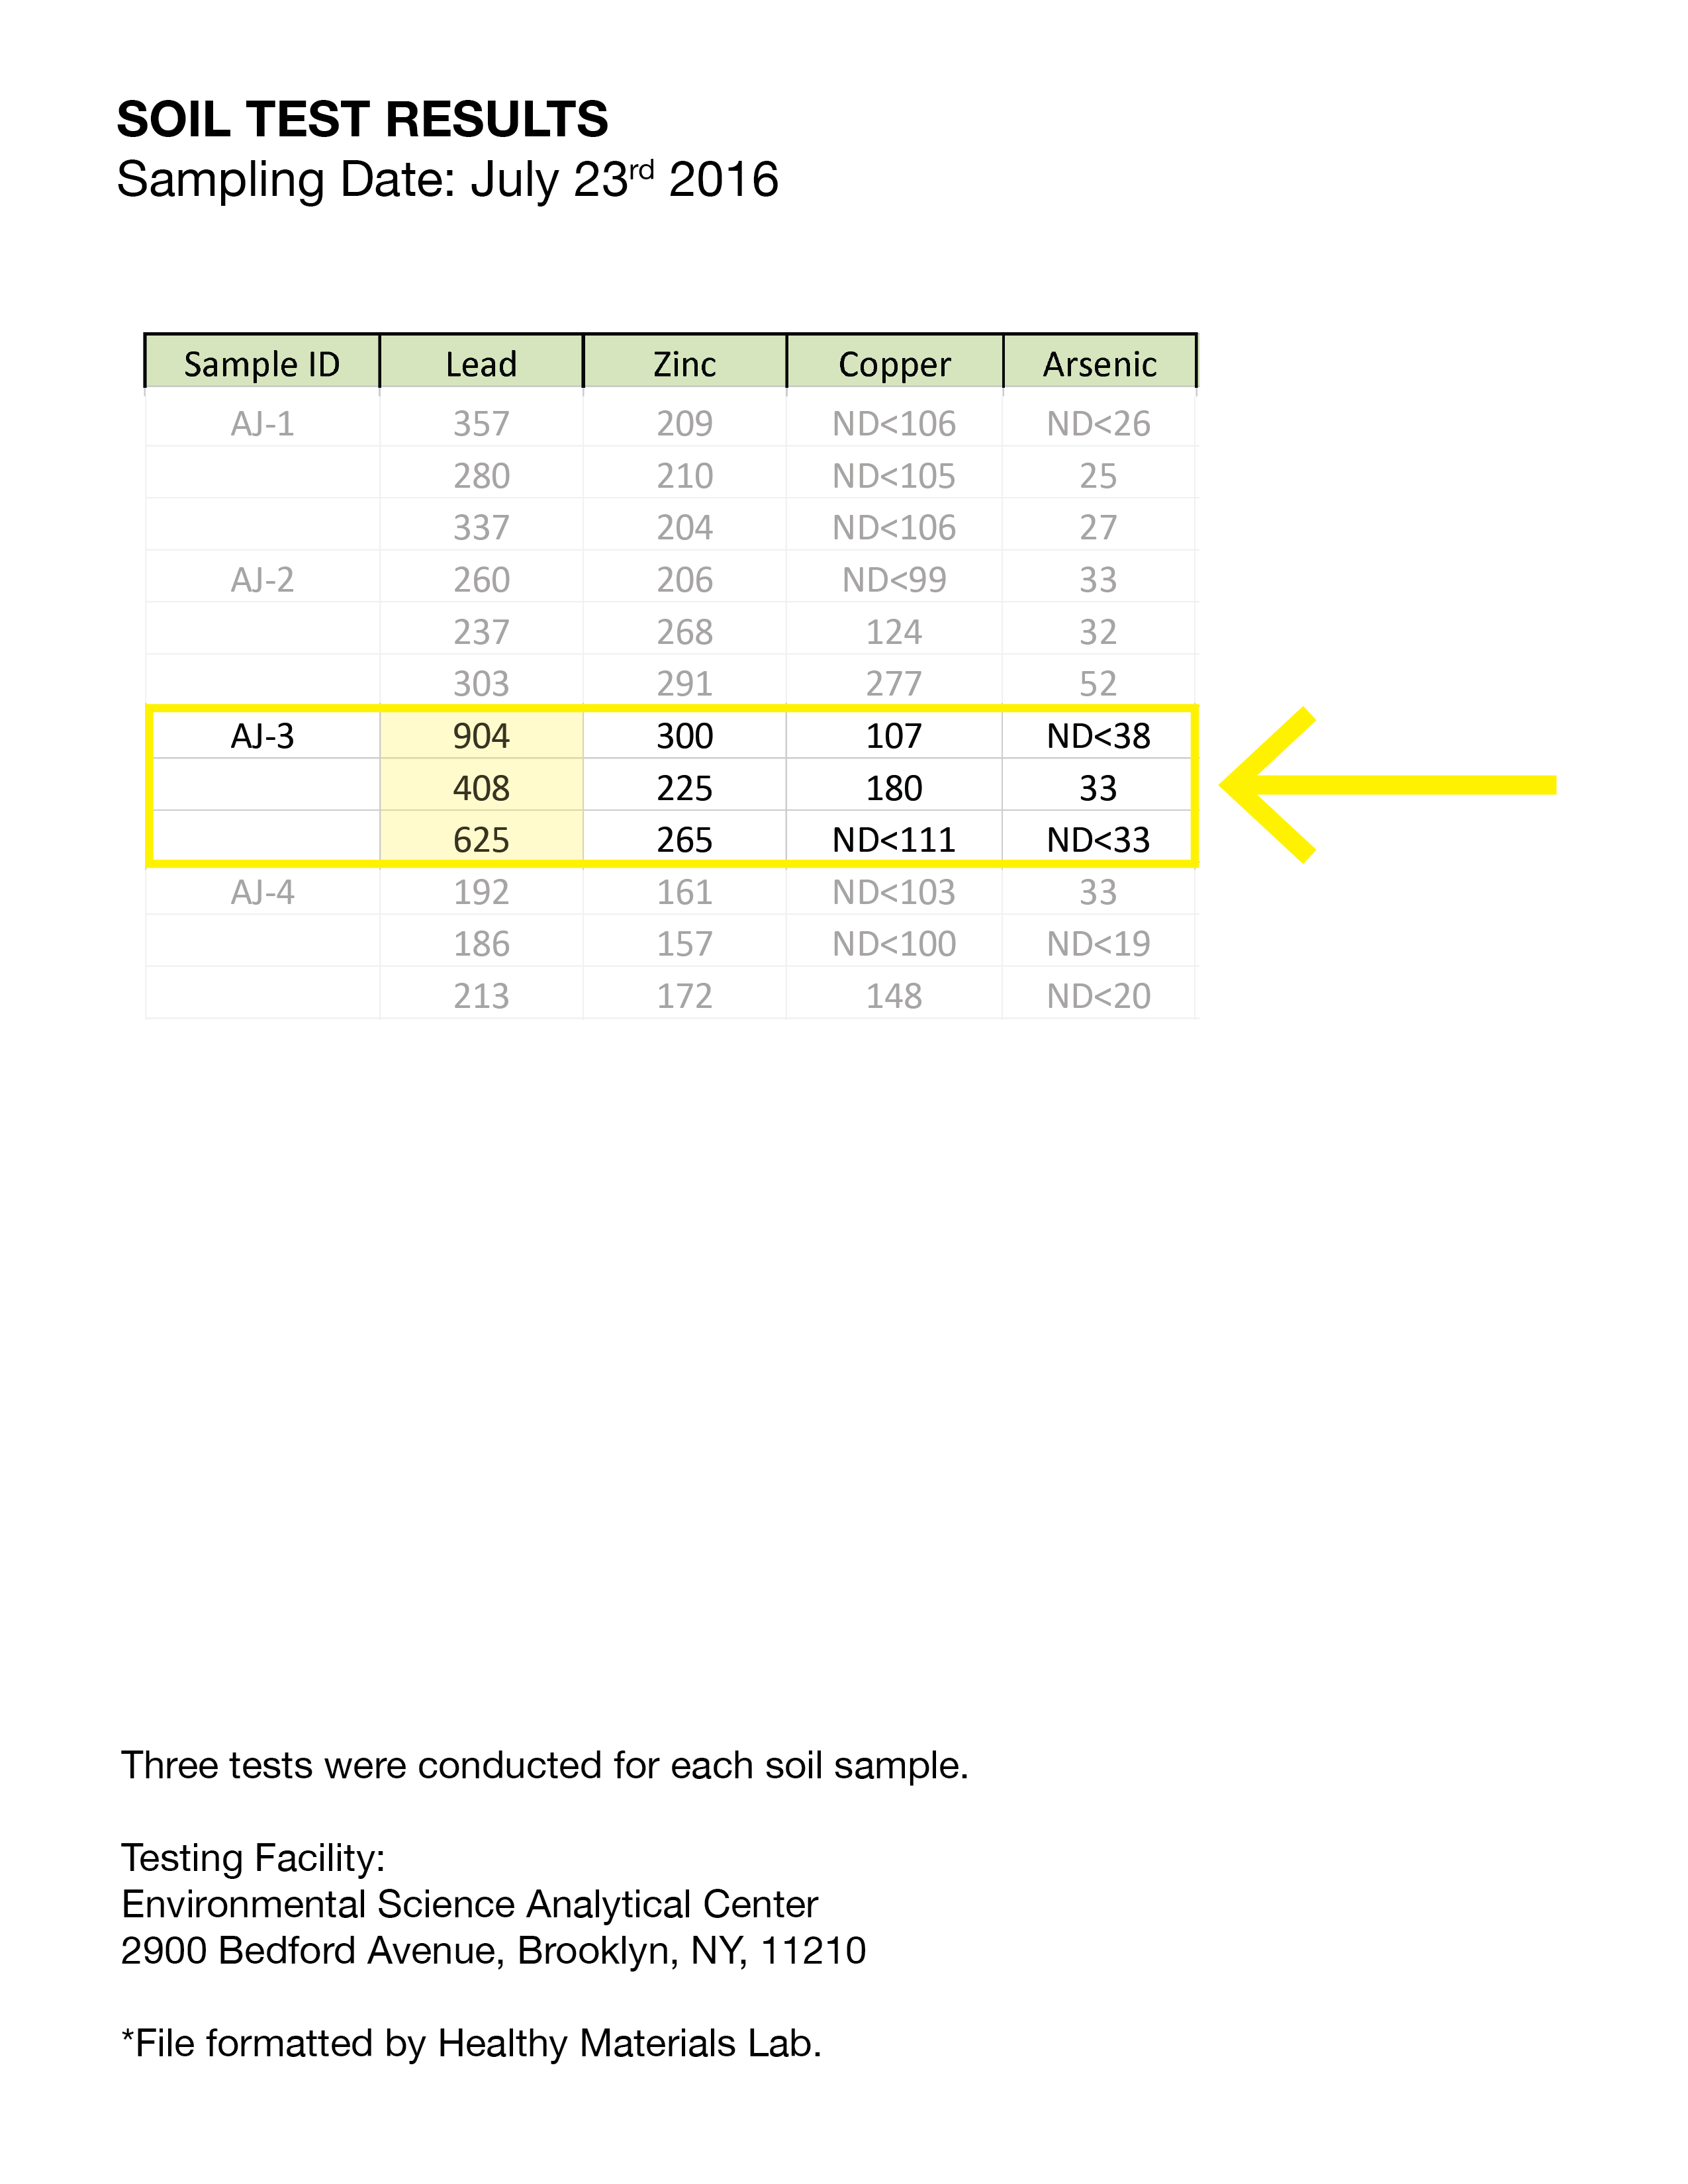 SOIL TEST RESULTS
Sampling Date: July 23rd 2016
Sample ID Lead Zinc Copper Arsenic
AJ-1 357 209 ND<106 ND<26
280 210 ND<105 25
337 204 ND<106 27
AJ-2 260 206 ND<99 33
237 268 124 32
303 291 277 52
AJ-3 904 300 107 ND<38
408 225 180 33
625 265 ND<111 ND<33
AJ-4 192 161 ND<103 33
186 157 ND<100 ND<19
213 172 148 ND<20
Three tests were conducted for each soil sample.
Testing Facility:
Environmental Science Analytical Center
2900 Bedford Avenue, Brooklyn, NY, 11210
*File formatted by Healthy Materials Lab.